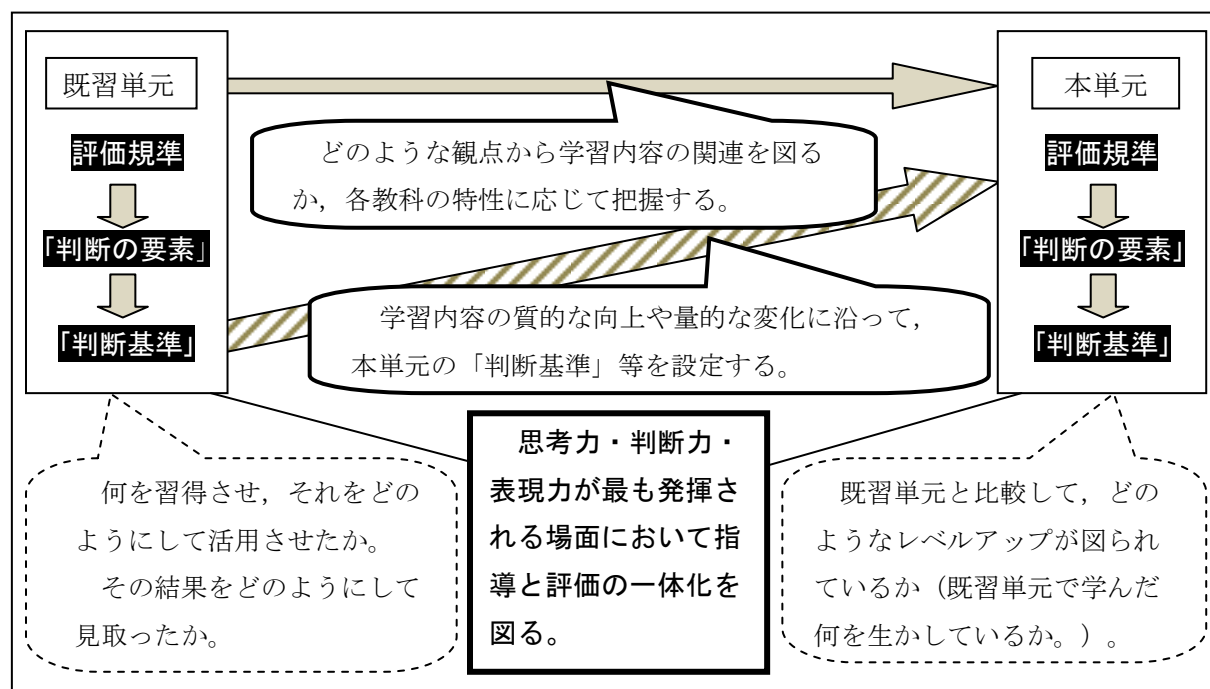 既習単元
評価規準
「判断の要素」
「判断基準」
どのような観点から学習内容の関連を図る
か，各教科の特性に応じて把握する。
学習内容の質的な向上や量的な変化に沿って，
本単元の「判断基準」等を設定する。
本単元
評価規準
「判断の要素」
「判断基準」
何を習得させ，それをどの
ようにして活用させたか。
その結果をどのようにして
見取ったか。
思考力・判断力・
表現力が最も発揮さ
れる場面において指
導と評価の一体化を
図る。
既習単元と比較して，どの
ようなレベルアップが図られ
ているか（既習単元で学んだ
何を生かしているか。）。